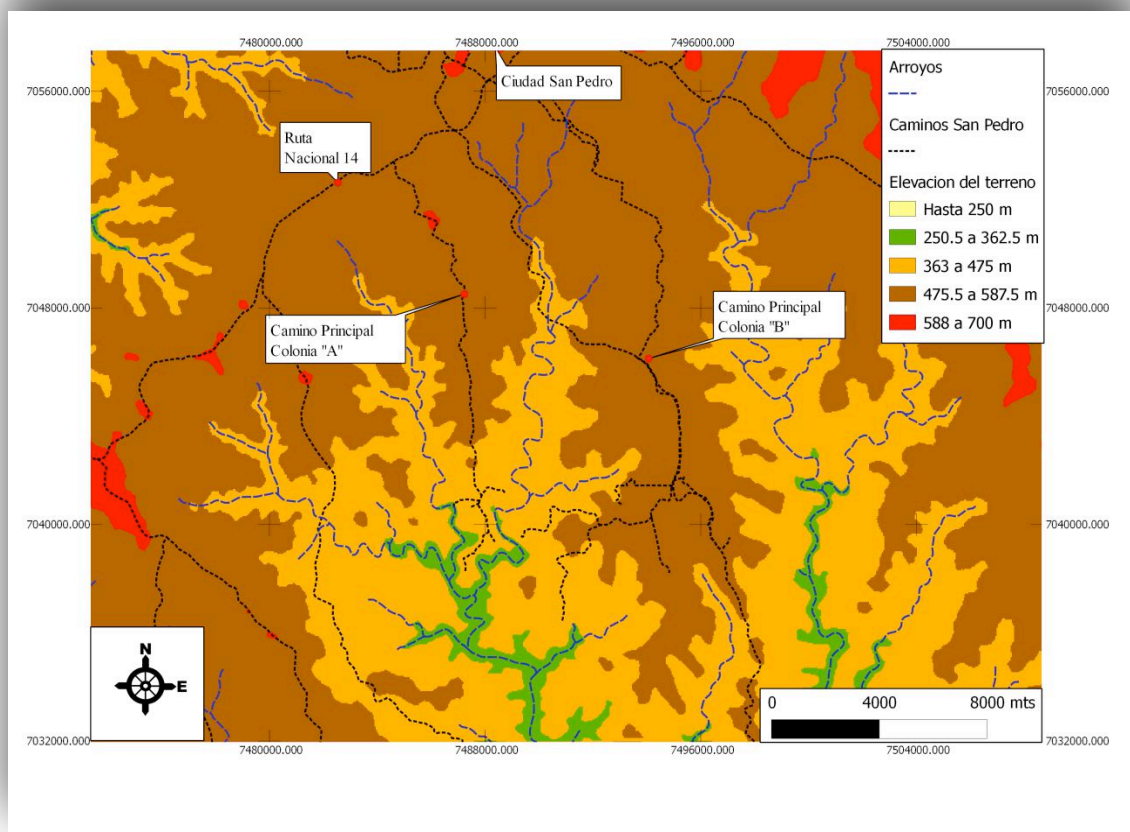 7480000.000
7488000.000
7496000.000
7504000.000
7056000.000
7056000.000
Ciudad San Pedro
Ruta
Nacional 14
Arroyos
Caminos San Pedro
Elevacion del terreno
Hasta 250 m
250.5 a 362.5 m
363 a 475 m
475.5 a 587.5 m
588 a 700 m
7048000.000
7048000.000
Camino Principal
Colonia "A"
Camino Principal
Colonia "B"
7040000.000
7040000.000
N
E
0 4000 8000 mts
7032000.000
7032000.000
7480000.000
7488000.000
7496000.000
7504000.000